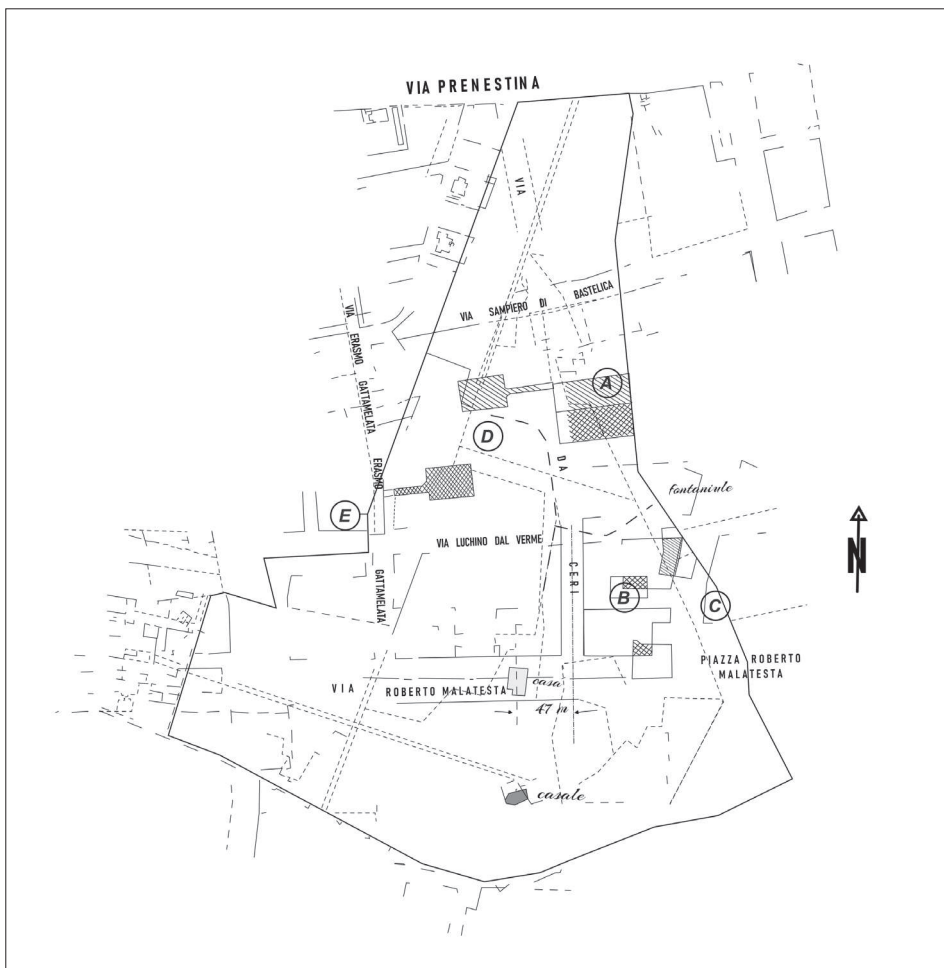 VIA PRENESTINA
VIA
VIA SAMPIERO DI BASTELICA
VIA ERASMO GATTAMELATA
A
D
DA
ERASMO
fontanile
E
VIA LUCHINO DAL VERME
CERI
N
GATTAMELATA
B
C
PIAZZA ROBERTO
MALATESTA
casa
VIA ROBERTO MALATESTA
47 m
casale